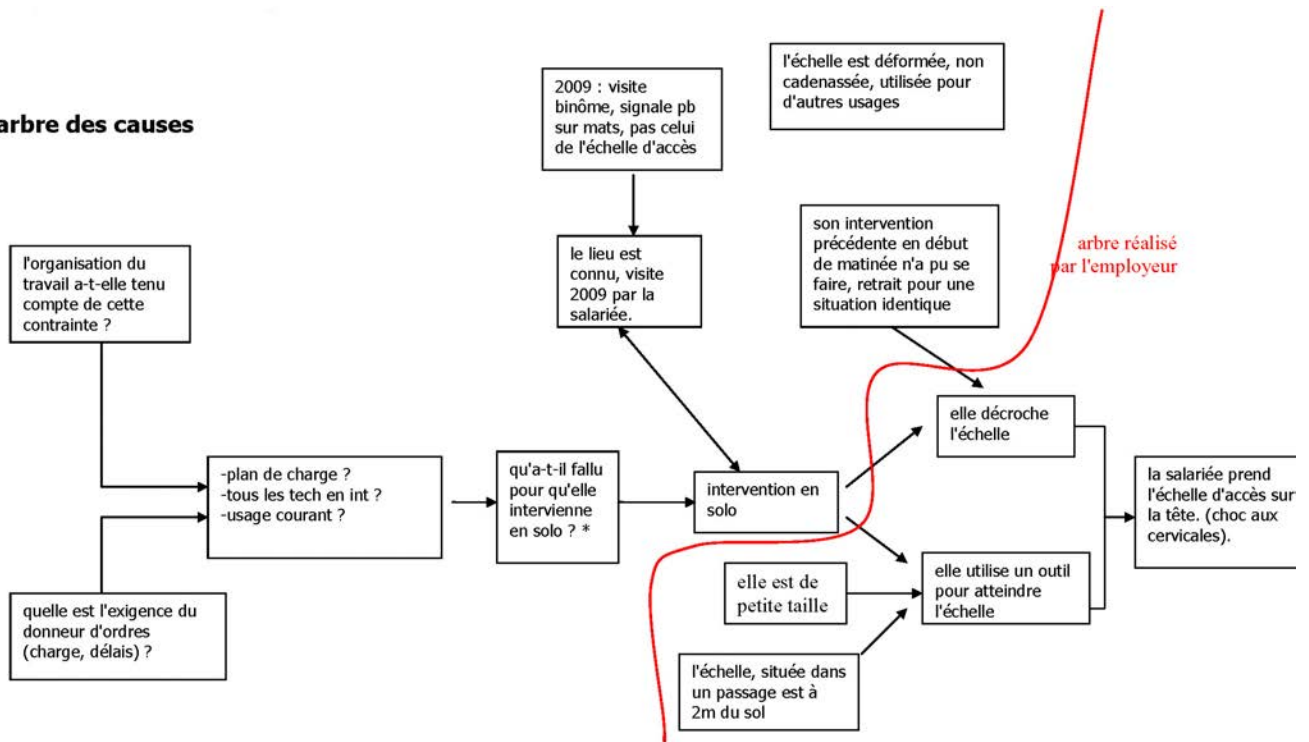 arbre des causes
2009 : visite
binôme, signale pb
sur mats, pas celui
de l'échelle d'accès
l'échelle est déformée, non
cadenassée, utilisée pour
d'autres usages
l'organisation du
travail a-t-elle tenu
compte de cette
contrainte ?
le lieu est
connu, visite
2009 par la
salariée.
son intervention
précédente en début
de matinée n'a pu se
faire, retrait pour une
situation identique
arbre réalisé
par l'employeur
-plan de charge ?
-tous les tech en int ?
-usage courant ?
qu'a-t-il fallu
pour qu'elle
intervienne
en solo ? *
intervention en
solo
elle décroche
l'échelle
la salariée prend
l'échelle d'accès sur
la tête. (choc aux
cervicales).
quelle est l'exigence du
donneur d'ordres
(charge, délais) ?
elle est de
petite taille
elle utilise un outil
pour atteindre
l'échelle
l'échelle, située dans
un passage est à
2m du sol